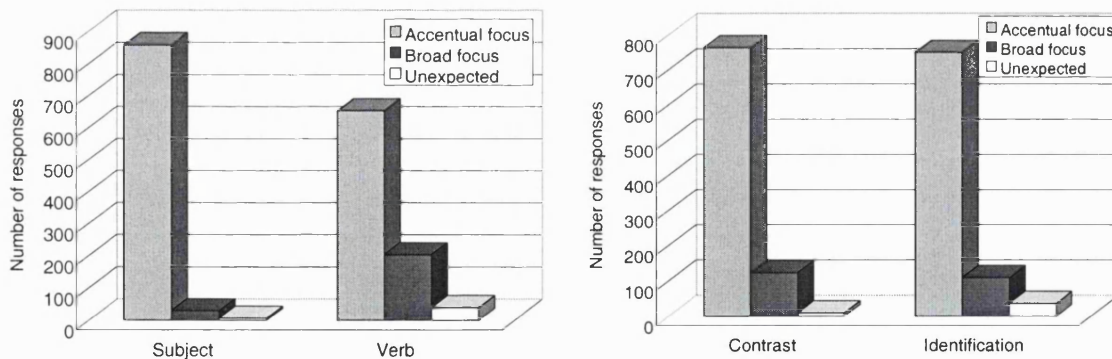 Number of responses
900
800
700
600
500
400
300
200
100
0
Subject
Verb
Accentual focus
Broad focus
Unexpected
Number of responses
800
700
600
500
400
300
200
100
0
Contrast
Identification
Accentual focus
Broad focus
Unexpected